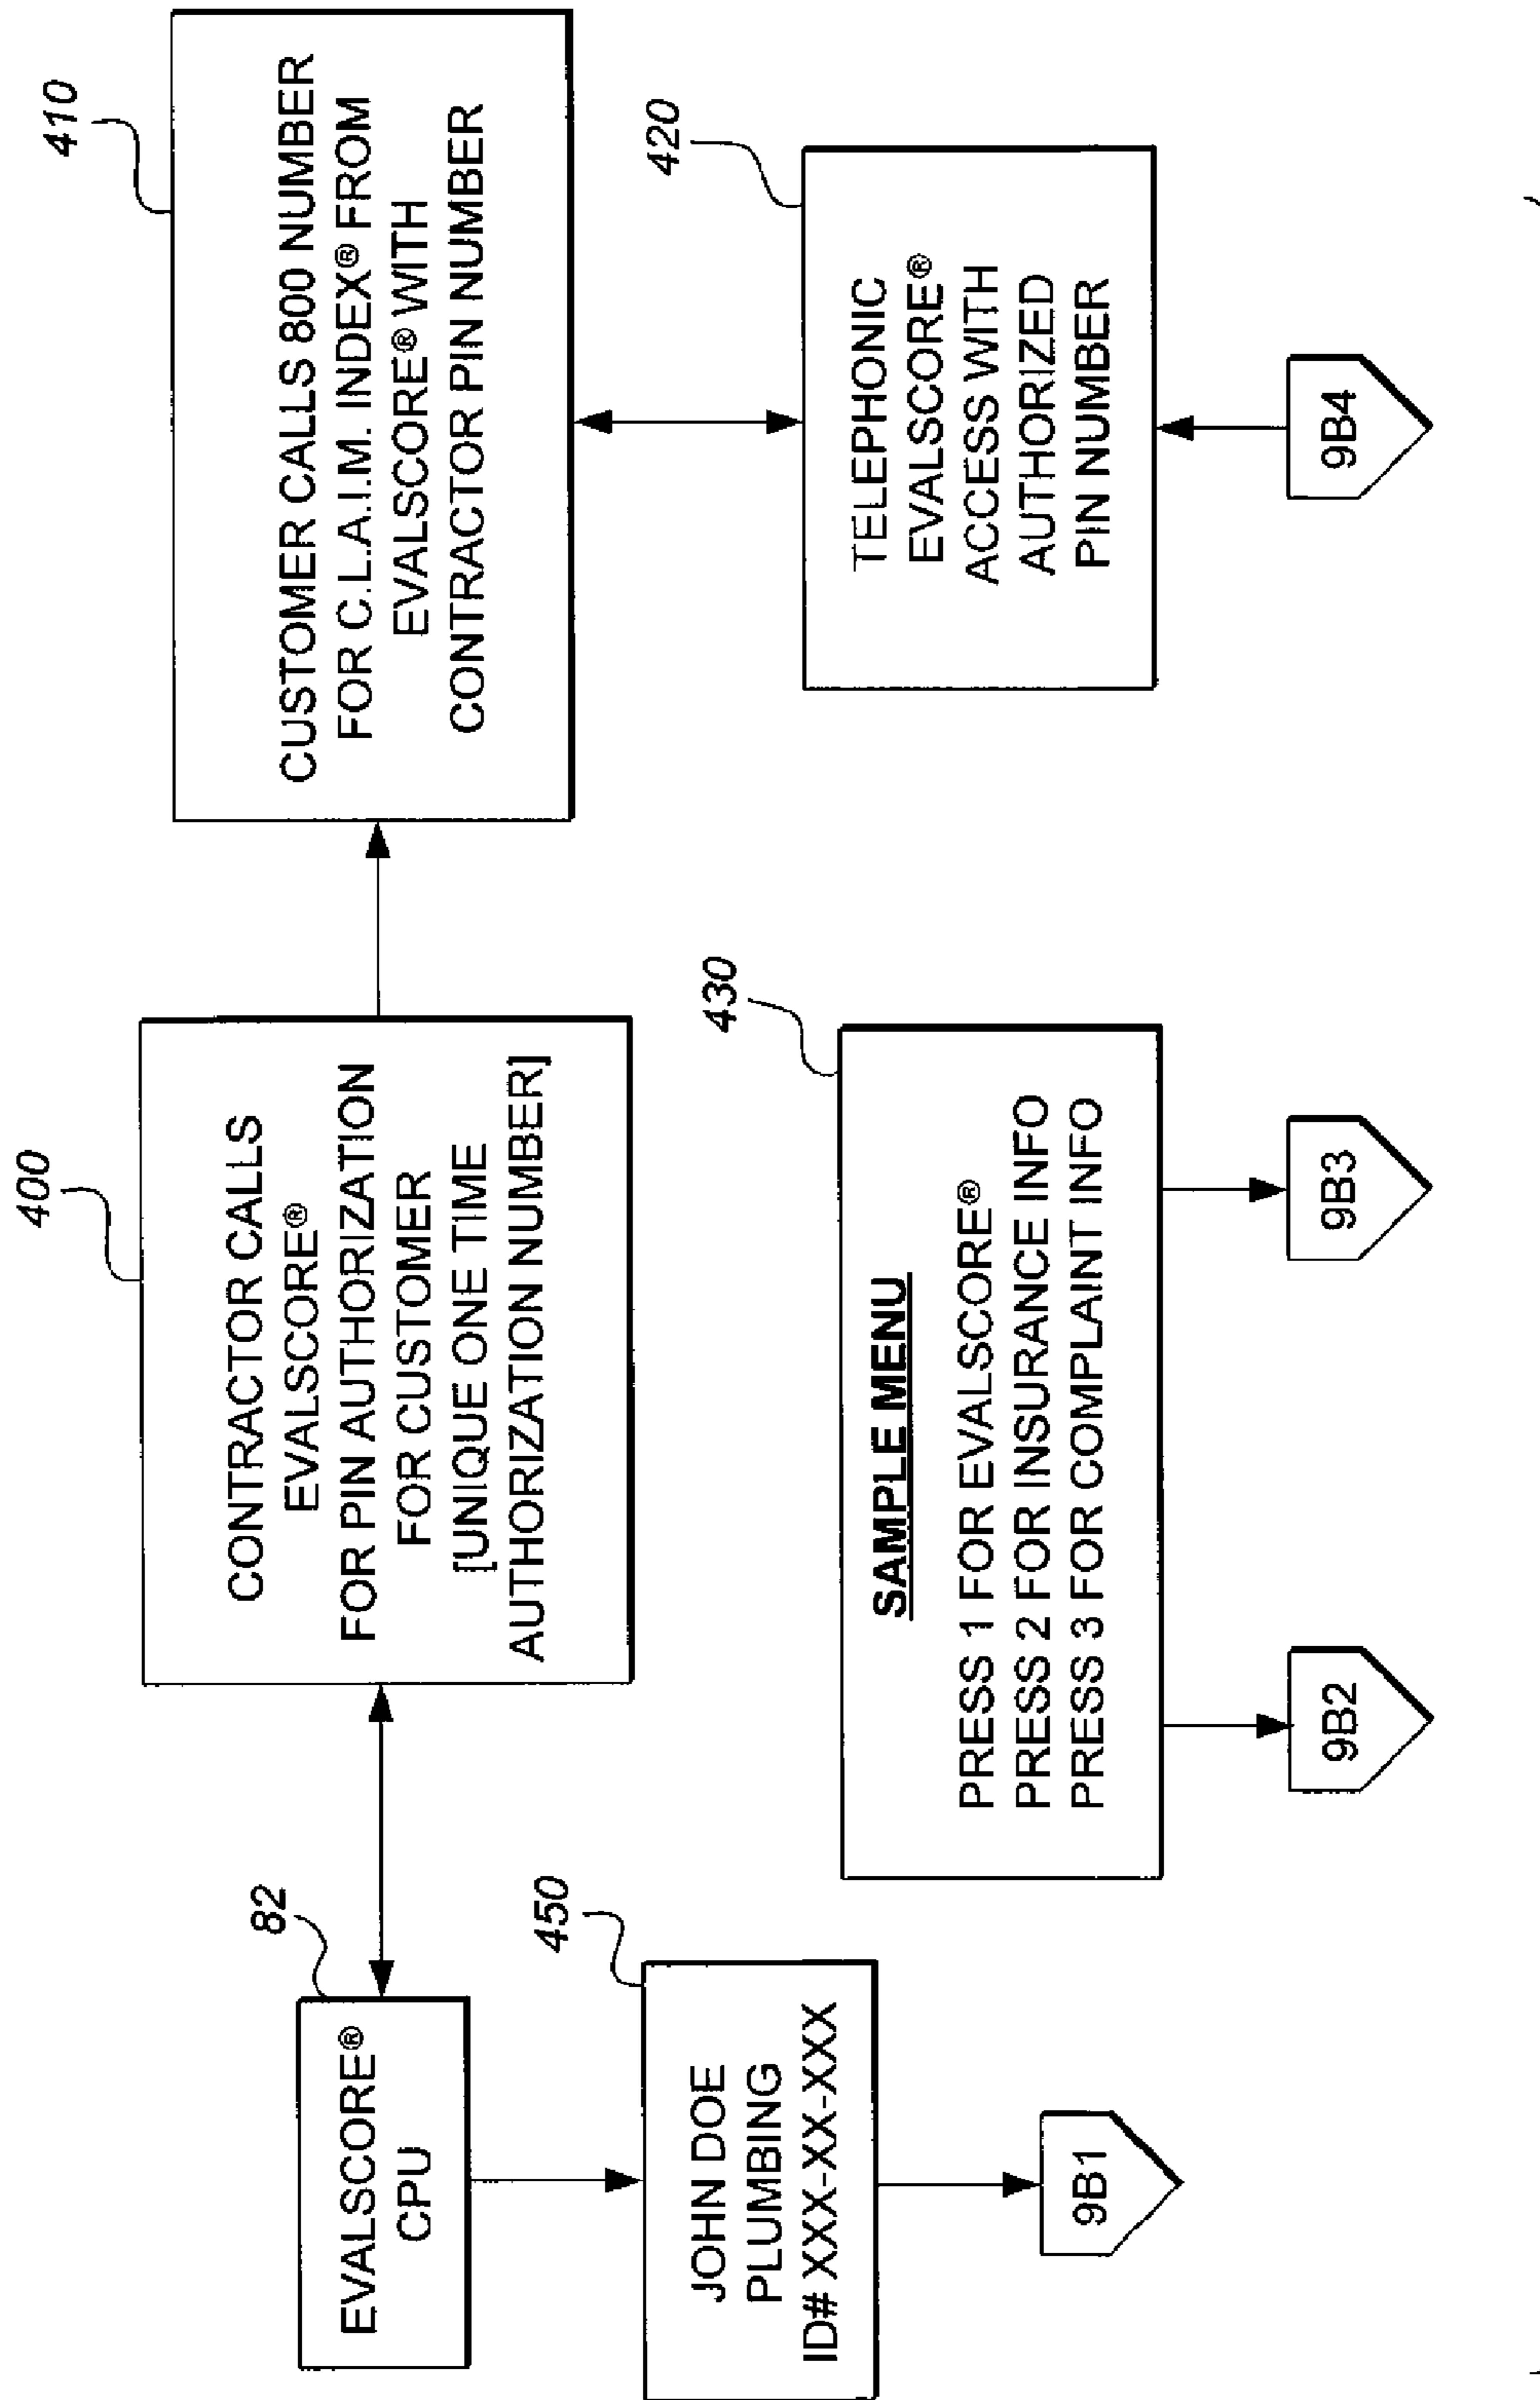 400
CONTRACTOR CALLS
EVALSCORE®
FOR PIN AUTHORIZATION
FOR CUSTOMER
[UNIQUE ONE TIME
AUTHORIZATION NUMBER]
410
CUSTOMER CALLS 800 NUMBER
FOR C.L.A.I.M. INDEX® FROM
EVALSCORE® WITH
CONTRACTOR PIN NUMBER
82
EVALSCORE®
CPU
450
JOHN DOE
PLUMBING
ID# XXX-XX-XXX
9B1
430
SAMPLE MENU
PRESS 1 FOR EVALSCORE®
PRESS 2 FOR INSURANCE INFO
PRESS 3 FOR COMPLAINT INFO
9B2
9B3
420
TELEPHONIC
EVALSCORE®
ACCESS WITH
AUTHORIZED
PIN NUMBER
9B4